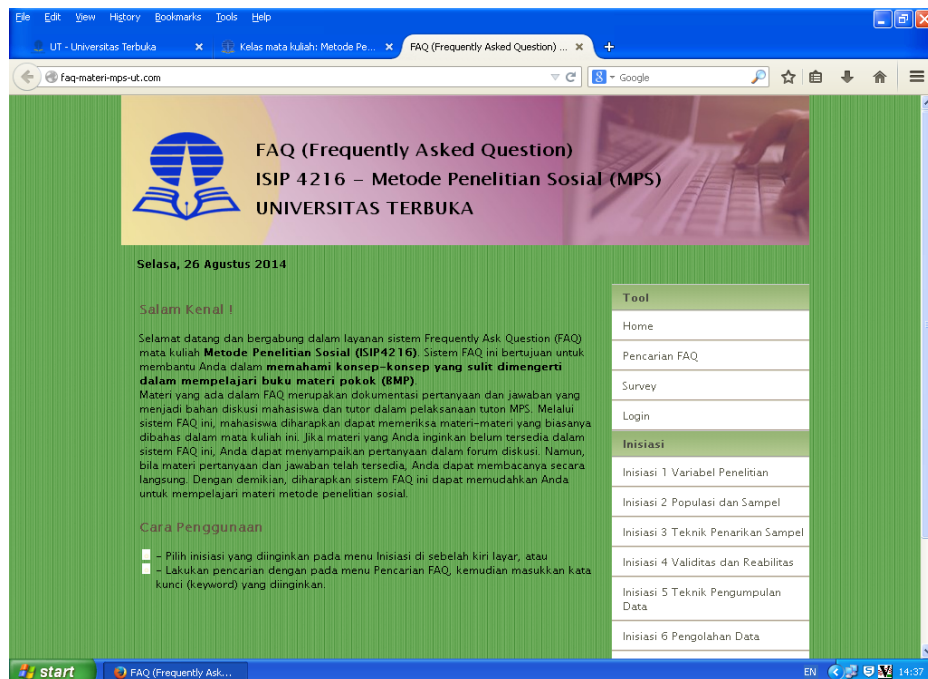 File Edit View History Bookmarks Tools Help
UT - Universitas Terbuka
Kelas mata kuliah: Metode Pe...
FAQ (Frequently Asked Question) ...
faq-materi-mps-ut.com
Google
FAQ (Frequently Asked Question)
ISIP 4216 - Metode Penelitian Sosial (MPS)
UNIVERSITAS TERBUKA
Selasa, 26 Agustus 2014
Salam Kenal !
Selamat datang dan bergabung dalam layanan sistem Frequently Ask Question (FAQ)
mata kuliah Metode Penelitian Sosial (ISIP4216). Sistem FAQ ini bertujuan untuk
membantu Anda dalam memahami konsep-konsep yang sulit dimengerti
dalam mempelajari buku materi pokok (BMP).
Materi yang ada dalam FAQ merupakan dokumentasi pertanyaan dan jawaban yang
menjadi bahan diskusi mahasiswa dan tutor dalam pelaksanaan tuton MPS. Melalui
sistem FAQ ini, mahasiswa diharapkan dapat memeriksa materi-materi yang biasanya
dibahas dalam mata kuliah ini. Jika materi yang Anda inginkan belum tersedia dalam
sistem FAQ ini, Anda dapat menyampaikan pertanyaan dalam forum diskusi. Namun,
bila materi pertanyaan dan jawaban telah tersedia, Anda dapat membacanya secara
langsung. Dengan demikian, diharapkan sistem FAQ ini dapat memudahkan Anda
untuk mempelajari materi metode penelitian sosial.
Cara Penggunaan
- Pilih inisiasi yang diinginkan pada menu Inisiasi di sebelah kiri layar, atau
- Lakukan pencarian dengan pada menu Pencarian FAQ, kemudian masukkan kata
kunci (keyword) yang diinginkan.
Tool
Home
Pencarian FAQ
Survey
Login
Inisiasi
Inisiasi 1 Variabel Penelitian
Inisiasi 2 Populasi dan Sampel
Inisiasi 3 Teknik Penarikan Sampel
Inisiasi 4 Validitas dan Reabilitas
Inisiasi 5 Teknik Pengumpulan
Data
Inisiasi 6 Pengolahan Data
start
FAQ (Frequently Ask...
EN
14:37